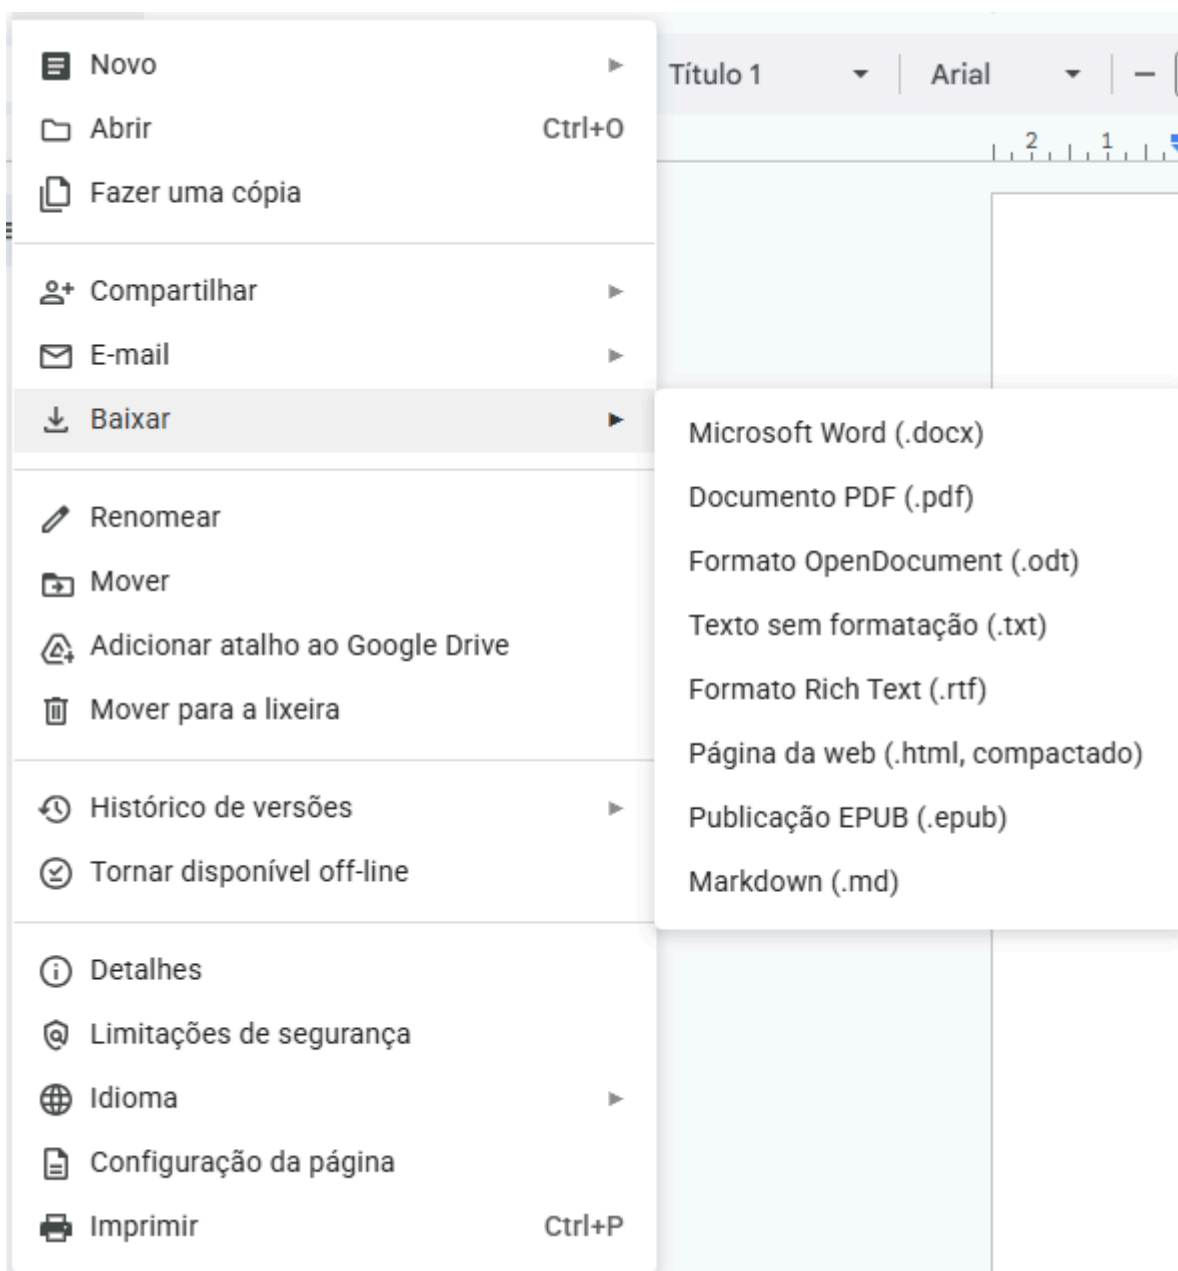 Novo
Abrir Ctrl+O
Fazer uma cópia
Compartilhar
E-mail
Baixar
Renomear
Mover
Adicionar atalho ao Google Drive
Mover para a lixeira
Histórico de versões
Tornar disponível off-line
Detalhes
Limitações de segurança
Idioma
Configuração da página
Imprimir Ctrl+P
Título 1 Arial
2 1
Microsoft Word (.docx)
Documento PDF (.pdf)
Formato OpenDocument (.odt)
Texto sem formatação (.txt)
Formato Rich Text (.rtf)
Página da web (.html, compactado)
Publicação EPUB (.epub)
Markdown (.md)